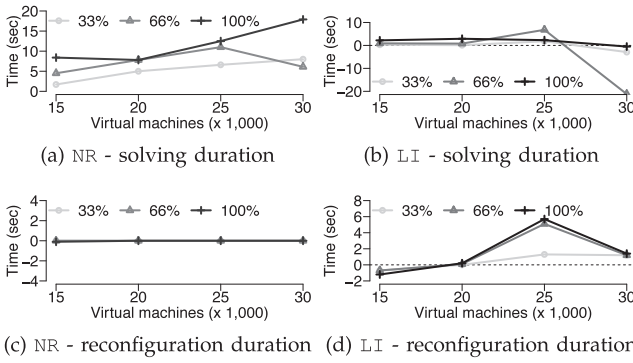 33% 66% 100%
Time (sec)
20
15
10
5
0
15 20 25 30
Virtual machines (x 1,000)
(a) NR - solving duration
Time (sec)
10
0
−10
−20
33% 66% 100%
15 20 25 30
Virtual machines (x 1,000)
(b) LI - solving duration
33% 66% 100%
Time (sec)
4
2
0
−2
−4
15 20 25 30
Virtual machines (x 1,000)
(c) NR - reconfiguration duration
33% 66% 100%
Time (sec)
8
6
4
2
0
−2
15 20 25 30
Virtual machines (x 1,000)
(d) LI - reconfiguration duration